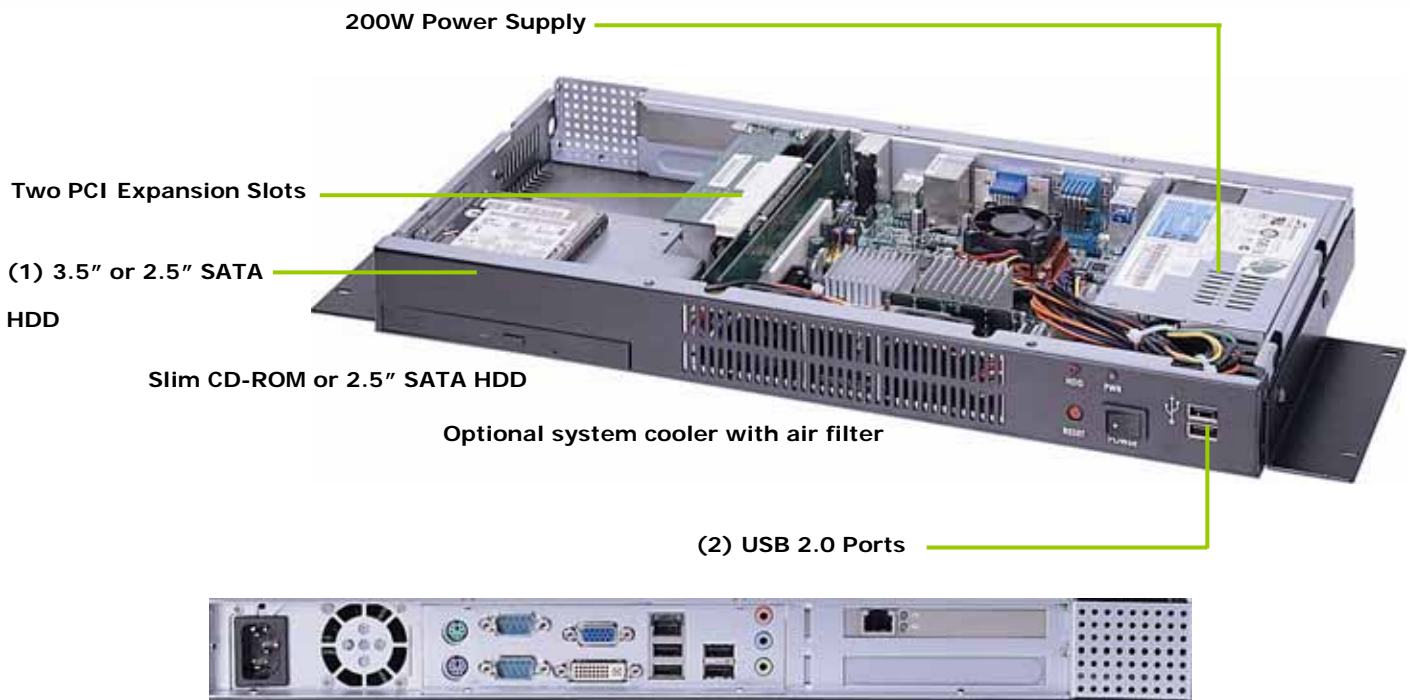 200W Power Supply
Two PCI Expansion Slots
(1) 3.5” or 2.5” SATA
HDD
Slim CD-ROM or 2.5” SATA HDD
Optional system cooler with air filter
HDD PWR
RESET POWER
(2) USB 2.0 Ports